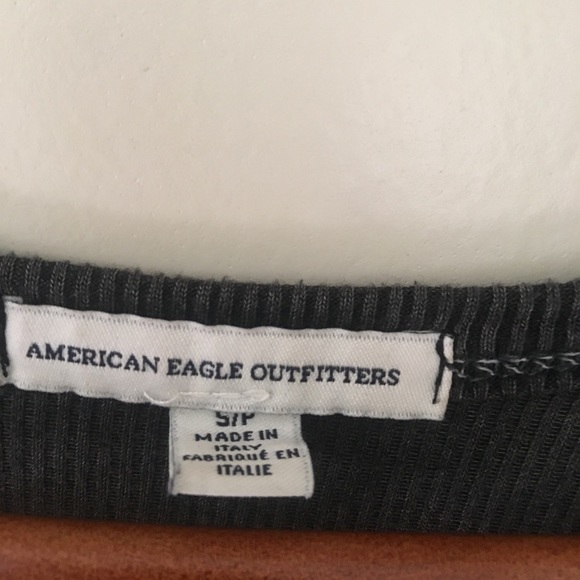 AMERICAN EAGLE OUTFITTERS
S/P
MADE IN
ITALY
FABRIQUÉ EN
ITALIE